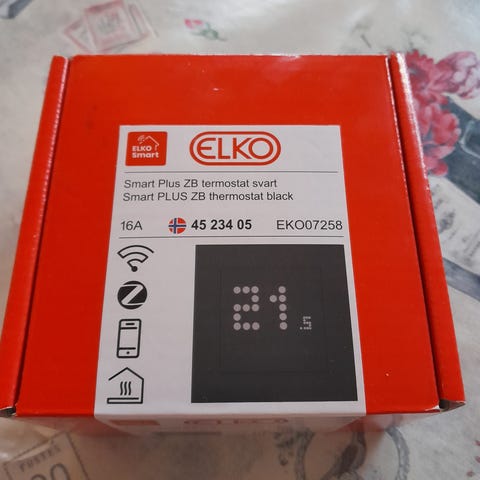 ELKO
Smart
ELKO
Smart Plus ZB termostat svart
Smart PLUS ZB thermostat black
16A
45 234 05
EKO07258
21.5